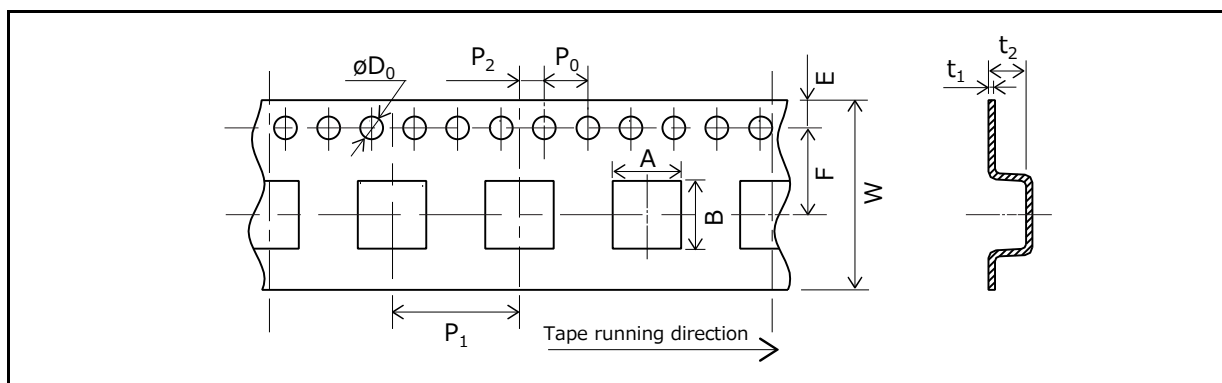 P₂
P₀
E
t₂
øD₀
t₁
A
F
B
W
P₁
Tape running direction